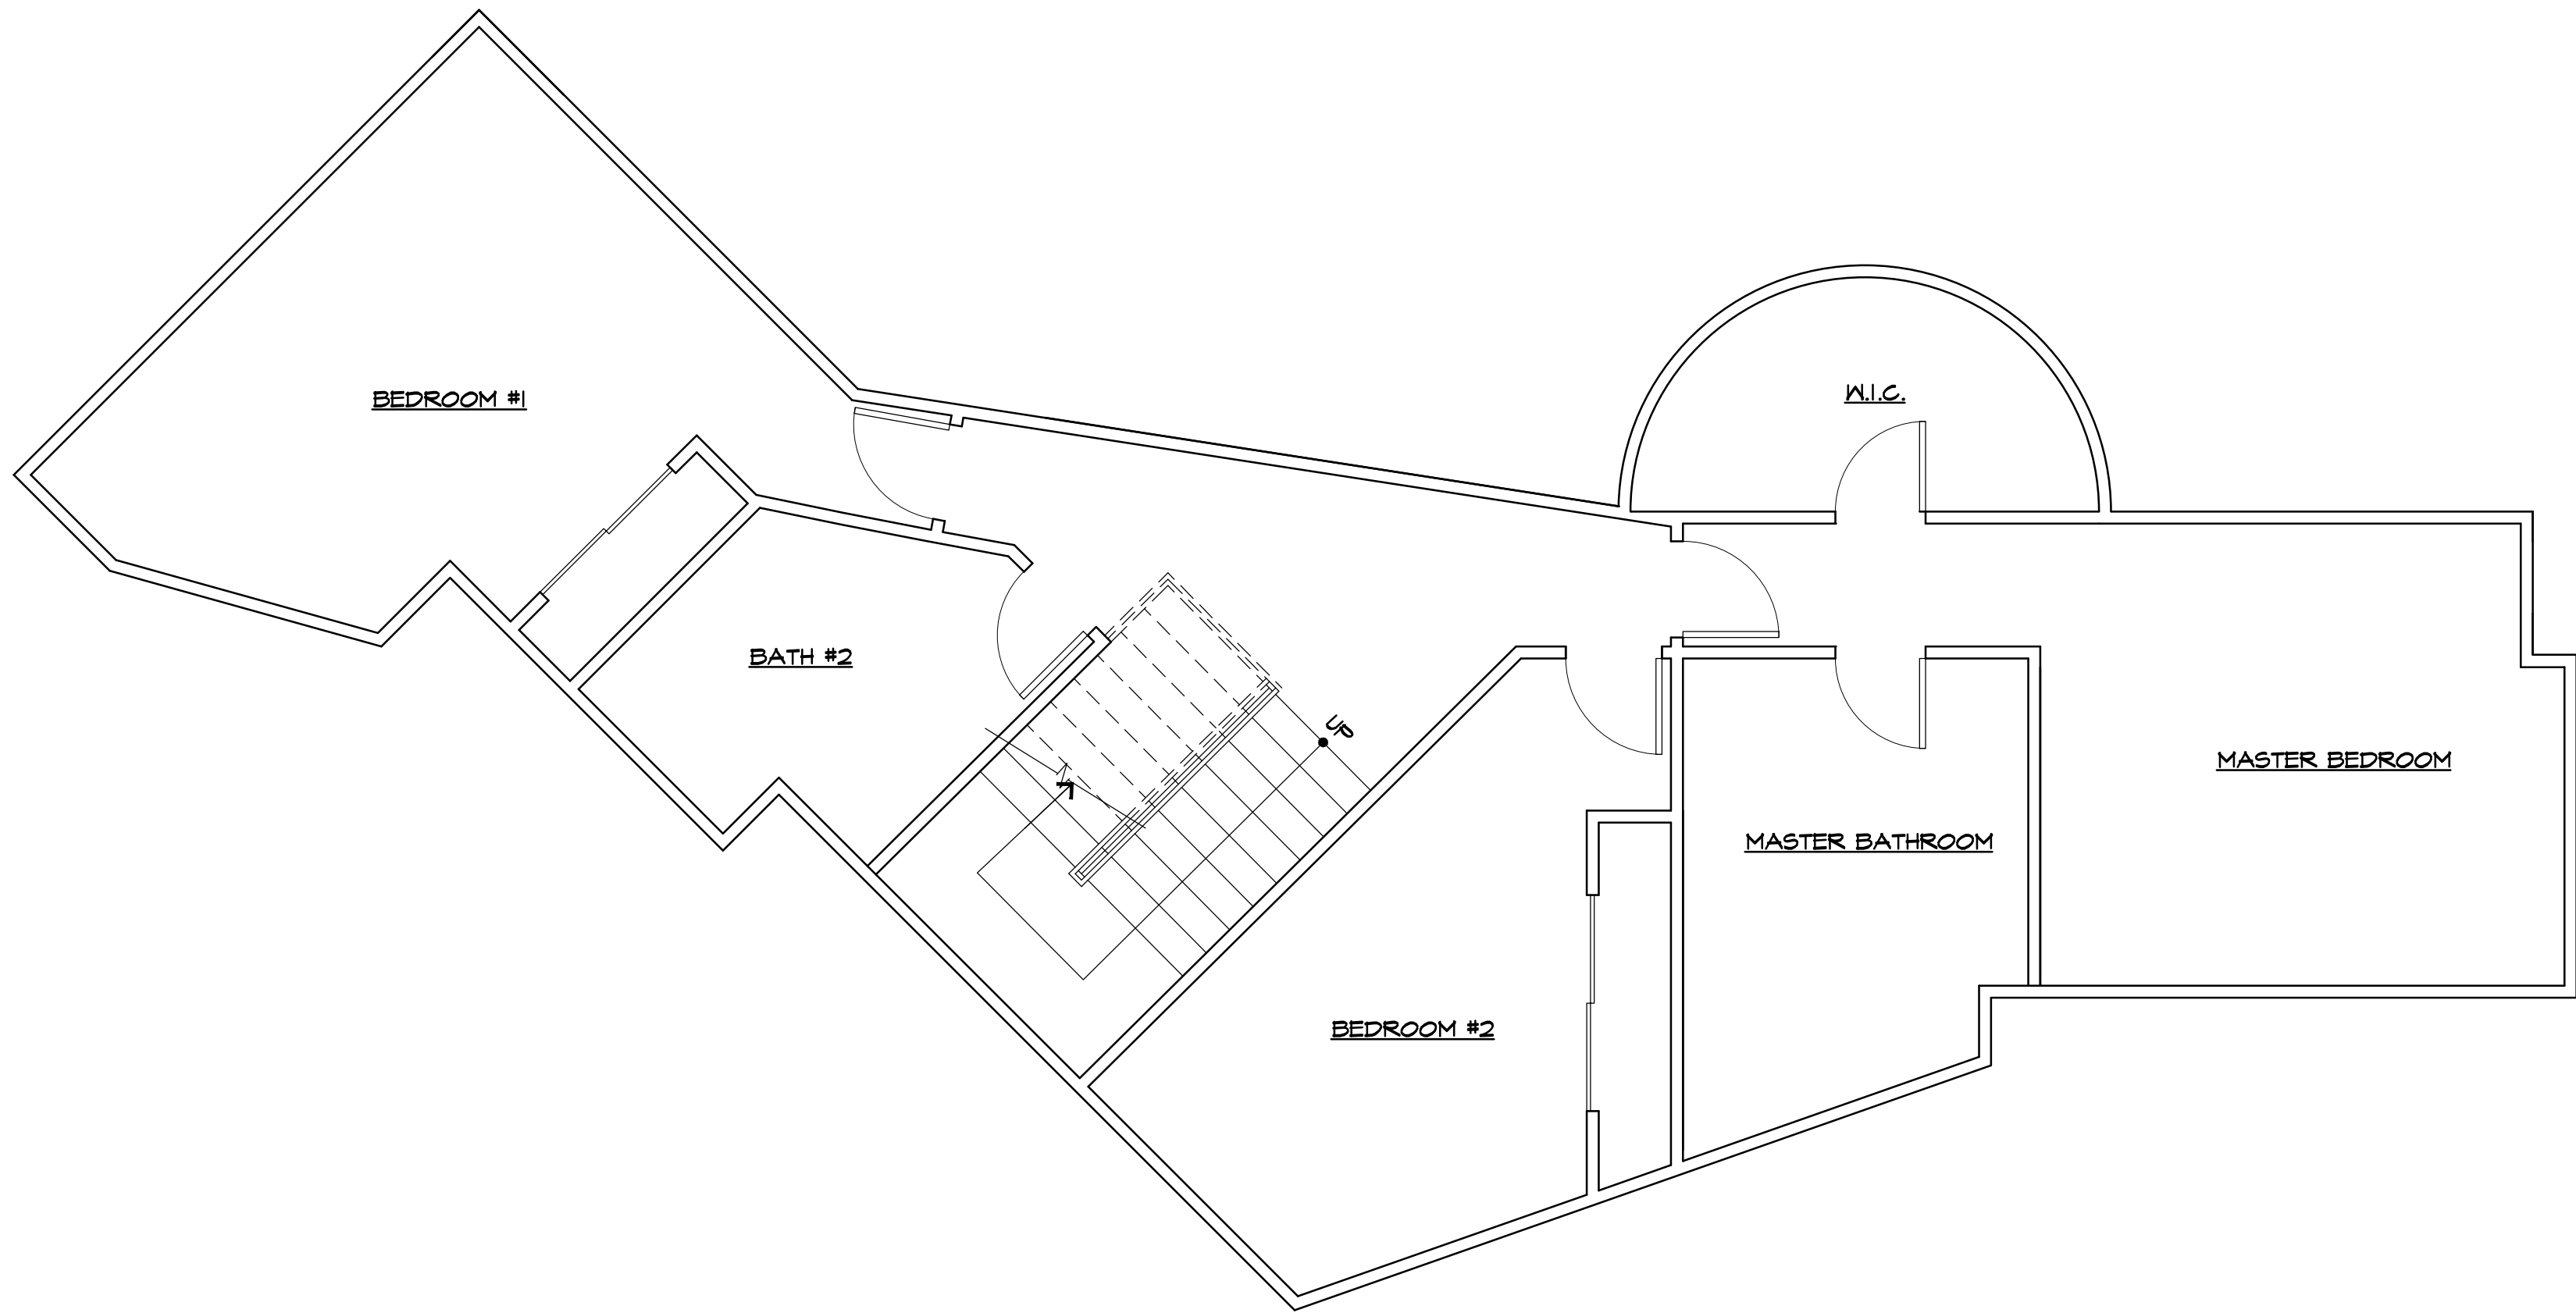 BEDROOM #1
W.I.C.
BATH #2
UP
MASTER BEDROOM
MASTER BATHROOM
BEDROOM #2